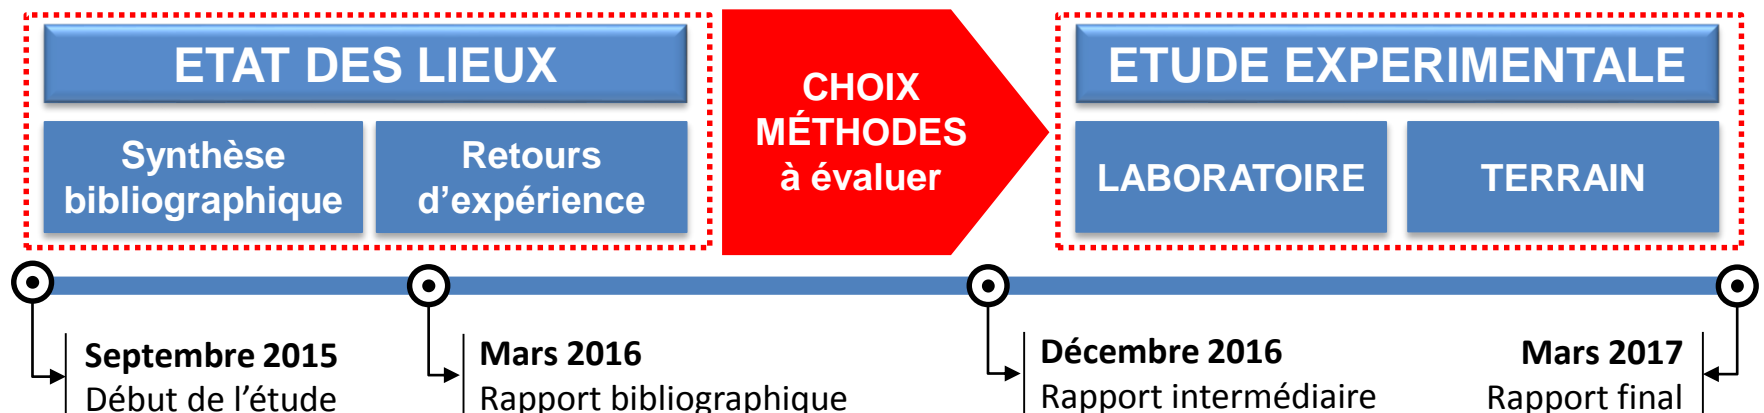 ETAT DES LIEUX
Synthèse
bibliographique
Retours
d'expérience
CHOIX
MÉTHODES
à évaluer
ETUDE EXPERIMENTALE
LABORATOIRE
TERRAIN
Septembre 2015
Début de l'étude
Mars 2016
Rapport bibliographique
Décembre 2016
Rapport intermédiaire
Mars 2017
Rapport final